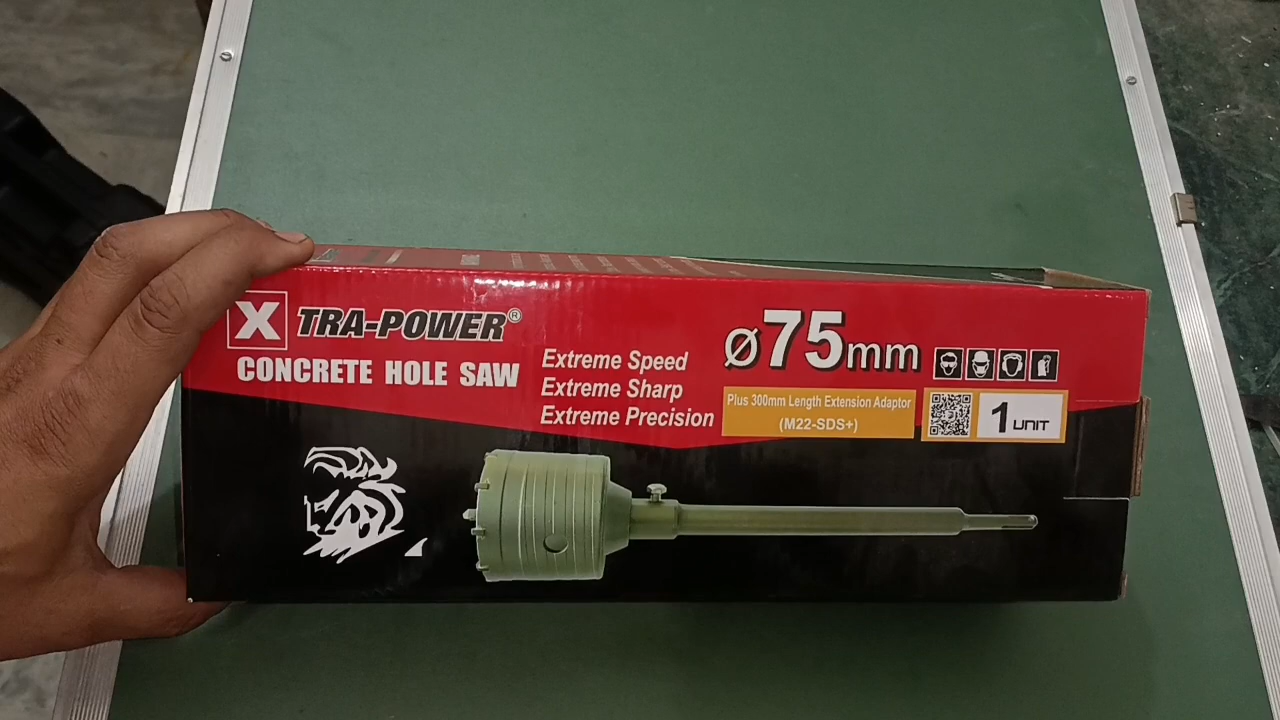 X TRA-POWER®
CONCRETE HOLE SAW
Extreme Speed
Extreme Sharp
Extreme Precision
Ø75mm
Plus 300mm Length Extension Adaptor
(M22-SDS+)
1 UNIT